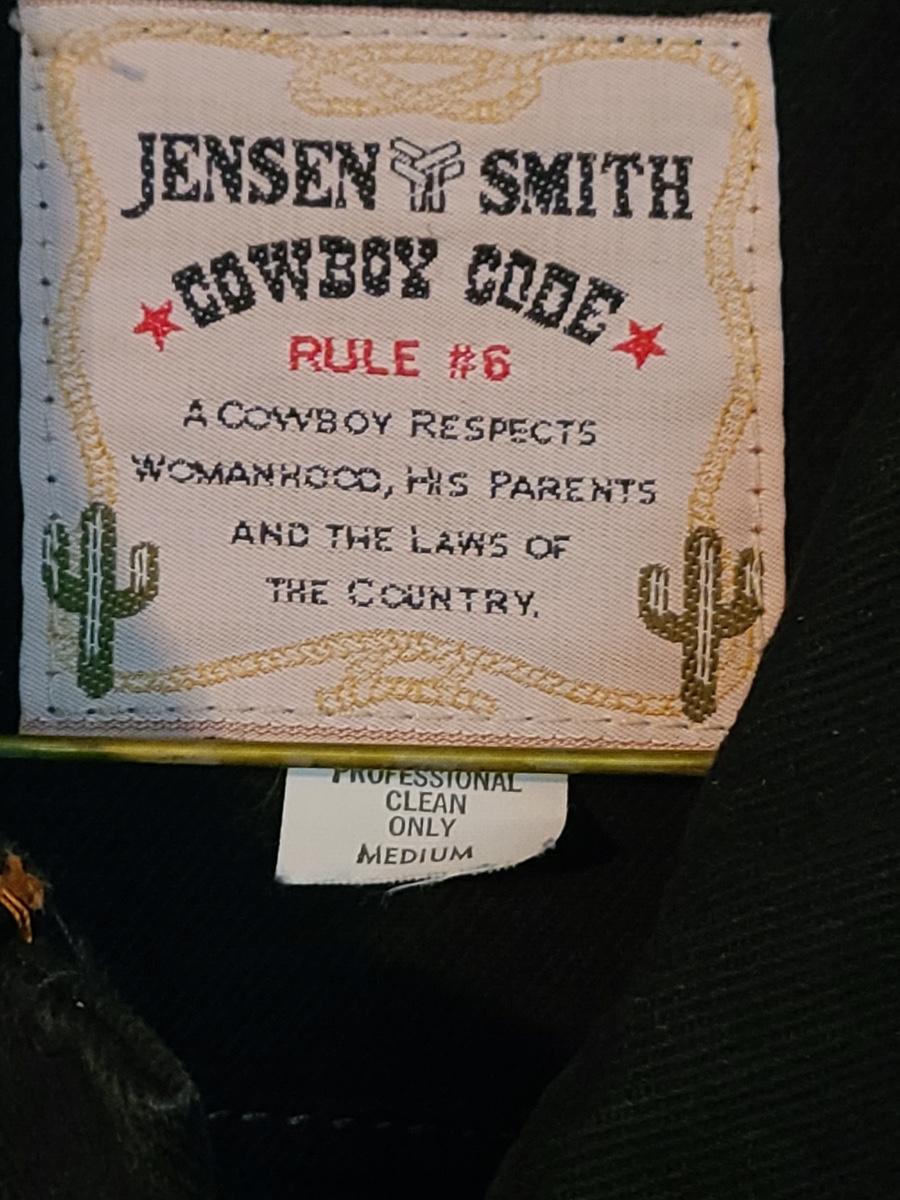 JENSEN SMITH
COWBOY CODE
RULE #6
A COWBOY RESPECTS
WOMANHOOD, HIS PARENTS
AND THE LAWS OF
THE COUNTRY.
PROFESSIONAL
CLEAN
ONLY
MEDIUM